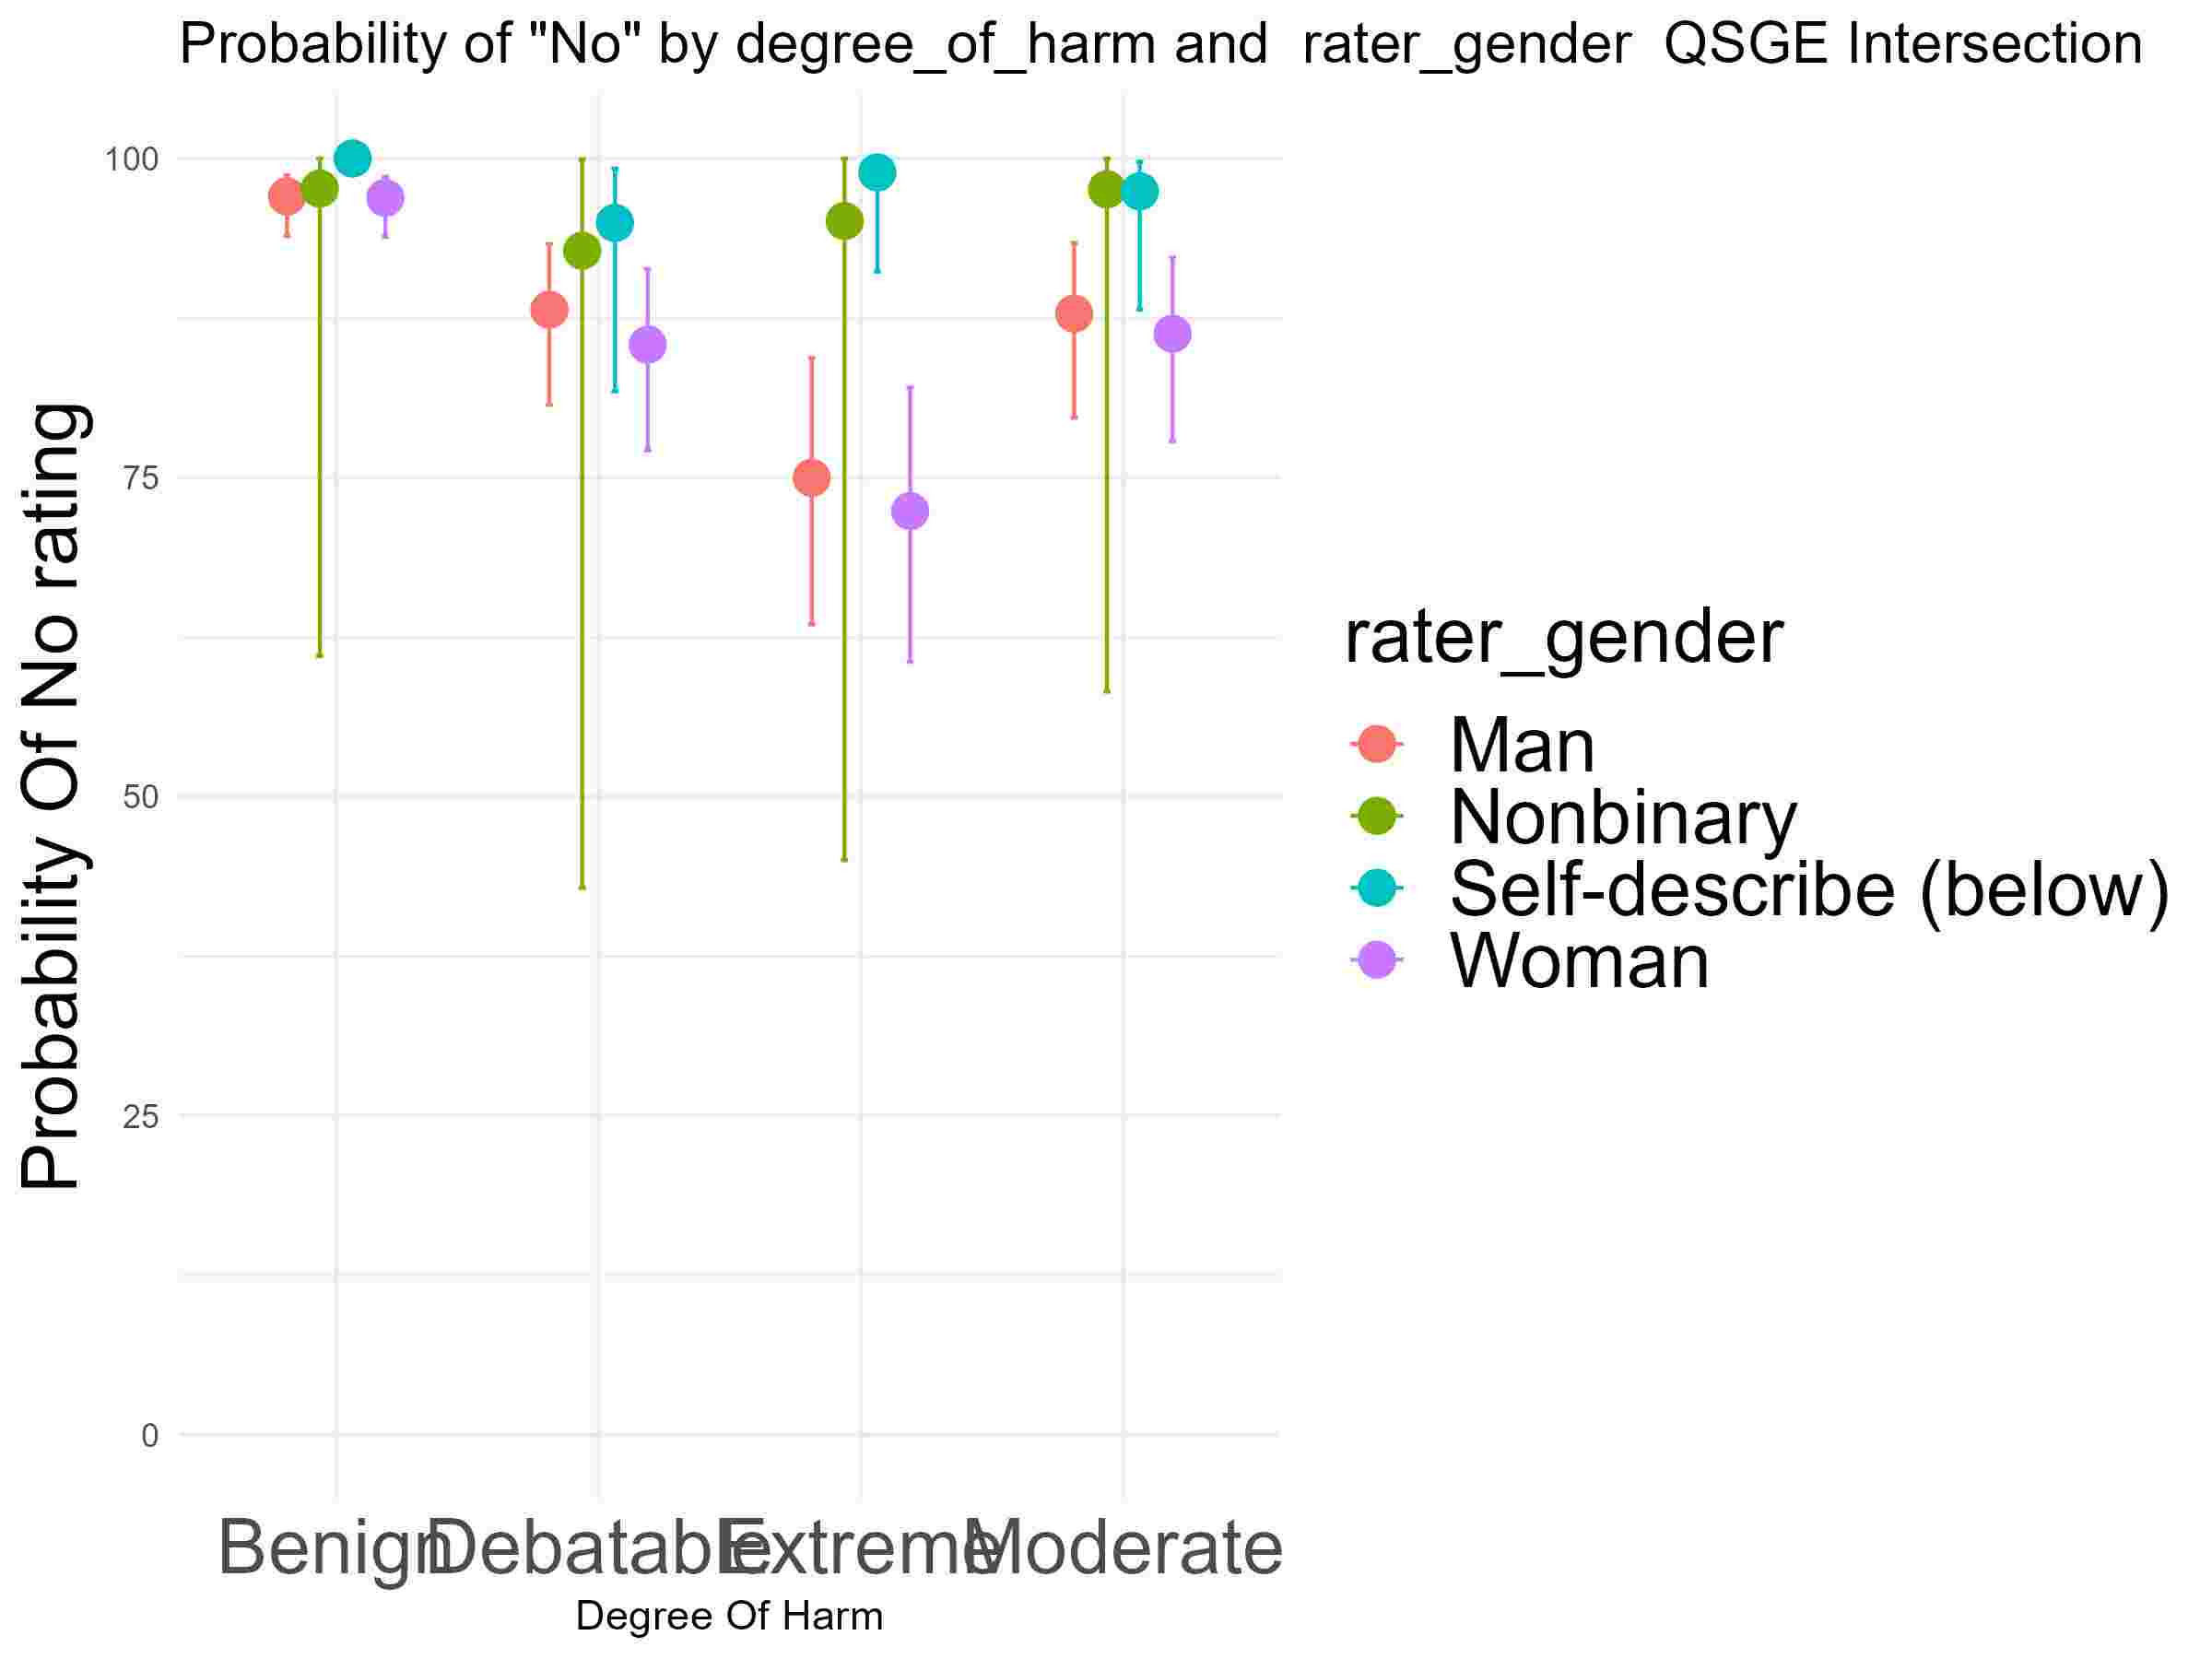 Probability of "No" by degree_of_harm and  rater_gender  QSGE Intersection
Probability Of No rating
100
75
50
25
0
Benign
Debatable
Extreme
Moderate
Degree Of Harm
rater_gender
Man
Nonbinary
Self-describe (below)
Woman